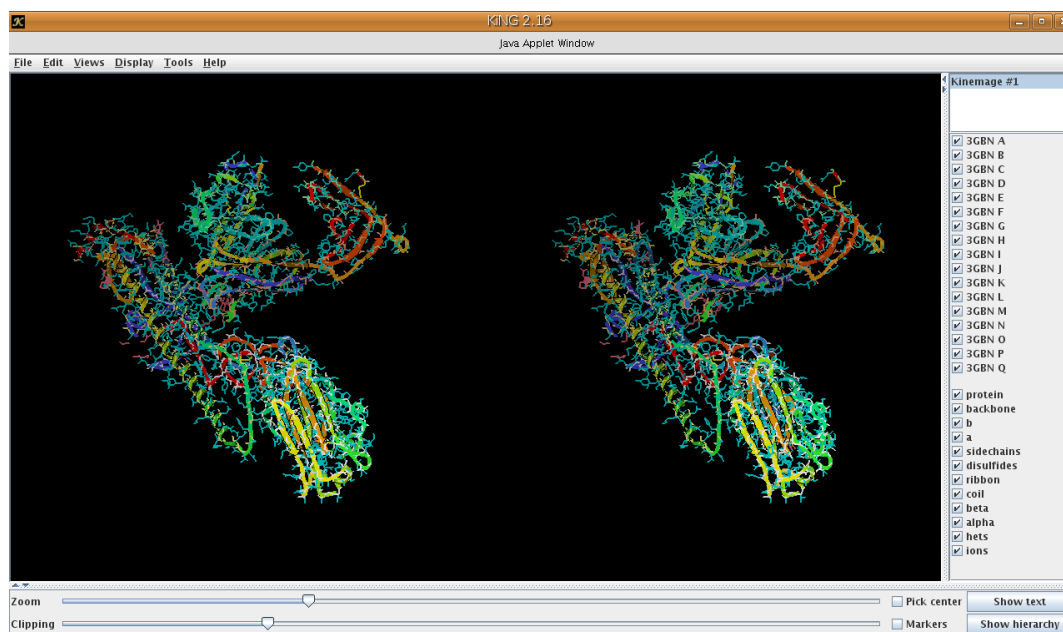 K
KiNG 2.16
Java Applet Window
File Edit Views Display Tools Help
Kinemage #1
3GBN A
3GBN B
3GBN C
3GBN D
3GBN E
3GBN F
3GBN G
3GBN H
3GBN I
3GBN J
3GBN K
3GBN L
3GBN M
3GBN N
3GBN O
3GBN P
3GBN Q
protein
backbone
b
a
sidechains
disulfides
ribbon
coil
beta
alpha
hets
ions
Zoom
Pick center
Show text
Clipping
Markers
Show hierarchy